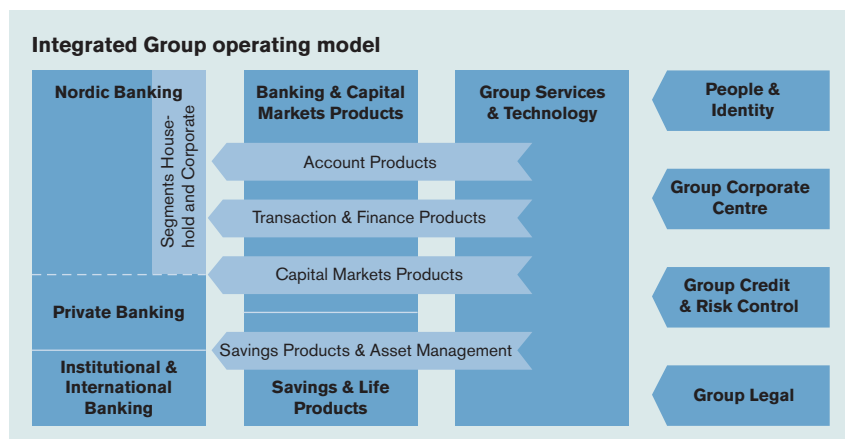 Integrated Group operating model
Nordic Banking
Segments House-
hold and Corporate
Private Banking
Institutional &
International
Banking
Banking & Capital
Markets Products
Group Services
& Technology
Account Products
Transaction & Finance Products
Capital Markets Products
Savings Products & Asset Management
Savings & Life
Products
People &
Identity
Group Corporate
Centre
Group Credit
& Risk Control
Group Legal